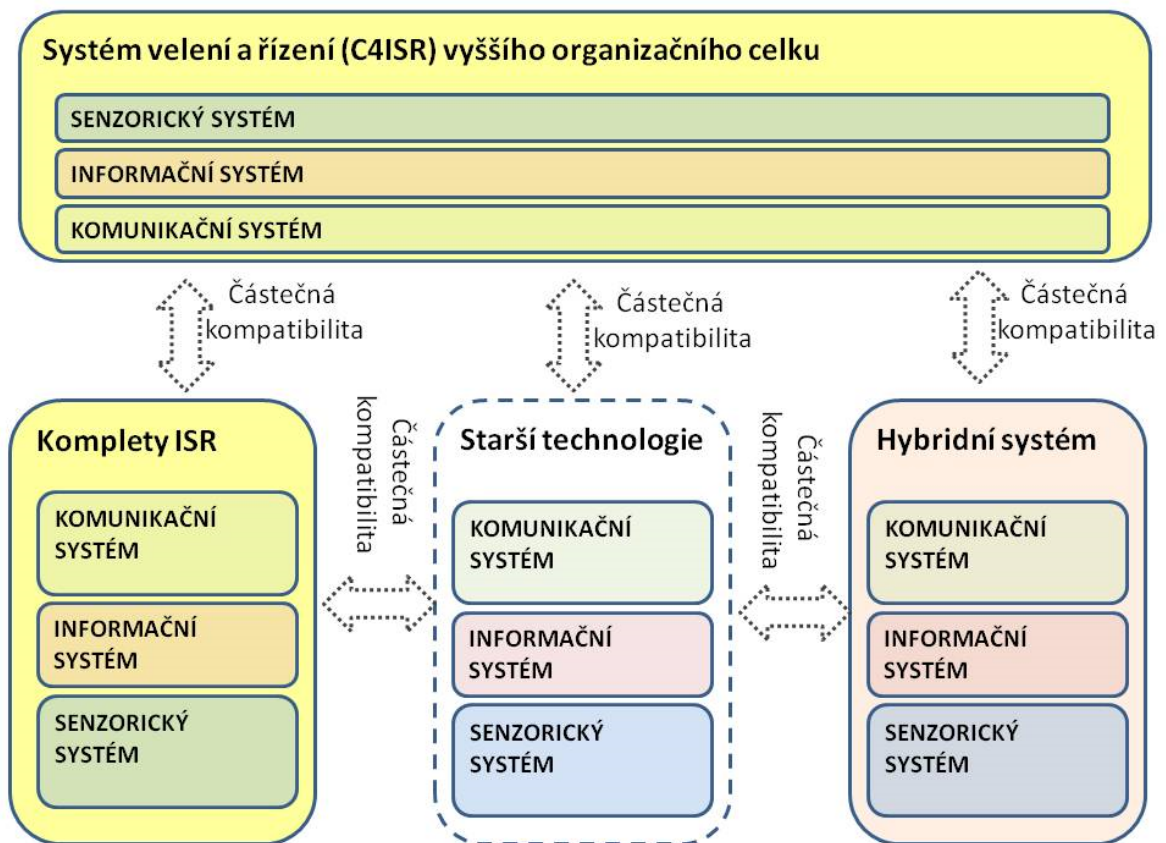 Systém velení a řízení (C4ISR) vyššího organizačního celku
SENZORICKÝ SYSTÉM
INFORMAČNÍ SYSTÉM
KOMUNIKAČNÍ SYSTÉM
Částečná
kompatibilita
Částečná
kompatibilita
Částečná
kompatibilita
Komplety ISR
KOMUNIKAČNÍ
SYSTÉM
INFORMAČNÍ
SYSTÉM
SENZORICKÝ
SYSTÉM
Částečná
kompatibilita
Starší technologie
KOMUNIKAČNÍ
SYSTÉM
INFORMAČNÍ
SYSTÉM
SENZORICKÝ
SYSTÉM
Částečná
kompatibilita
Hybridní systém
KOMUNIKAČNÍ
SYSTÉM
INFORMAČNÍ
SYSTÉM
SENZORICKÝ
SYSTÉM